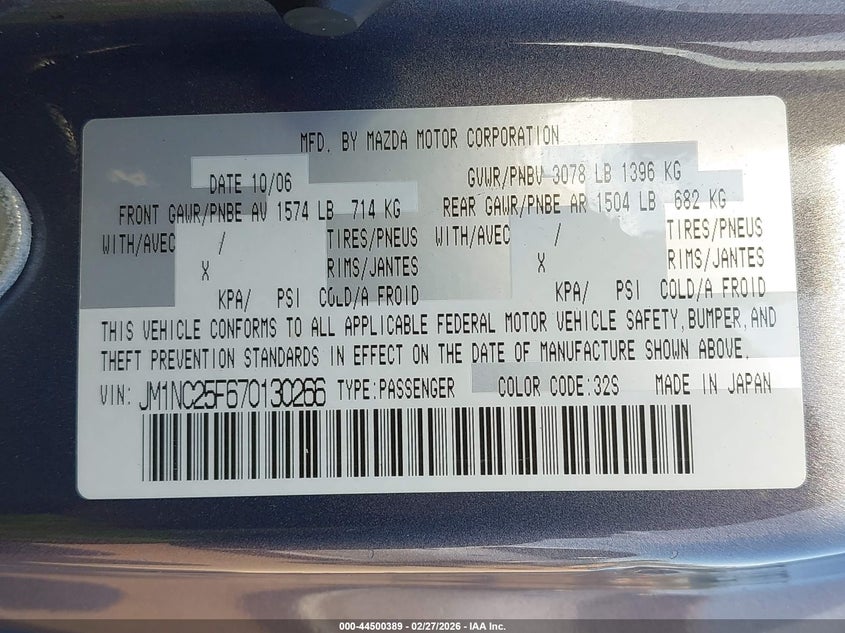 MFD. BY MAZDA MOTOR CORPORATION
DATE 10/06 GVWR/PNBV 3078 LB 1396 KG
FRONT GAWR/PNBE AV 1574 LB 714 KG REAR GAWR/PNBE AR 1504 LB 682 KG
WITH/AVEC / TIRES/PNEUS WITH/AVEC / TIRES/PNEUS
X RIMS/JANTES X RIMS/JANTES
KPA/ PSI COLD/A FROID KPA/ PSI COLD/A FROID
THIS VEHICLE CONFORMS TO ALL APPLICABLE FEDERAL MOTOR VEHICLE SAFETY, BUMPER, AND
THEFT PREVENTION STANDARDS IN EFFECT ON THE DATE OF MANUFACTURE SHOWN ABOVE.
VIN: JM1NC25F670130266 TYPE:PASSENGER COLOR CODE:32S MADE IN JAPAN
000-44500389 - 02/27/2026 - IAA Inc.